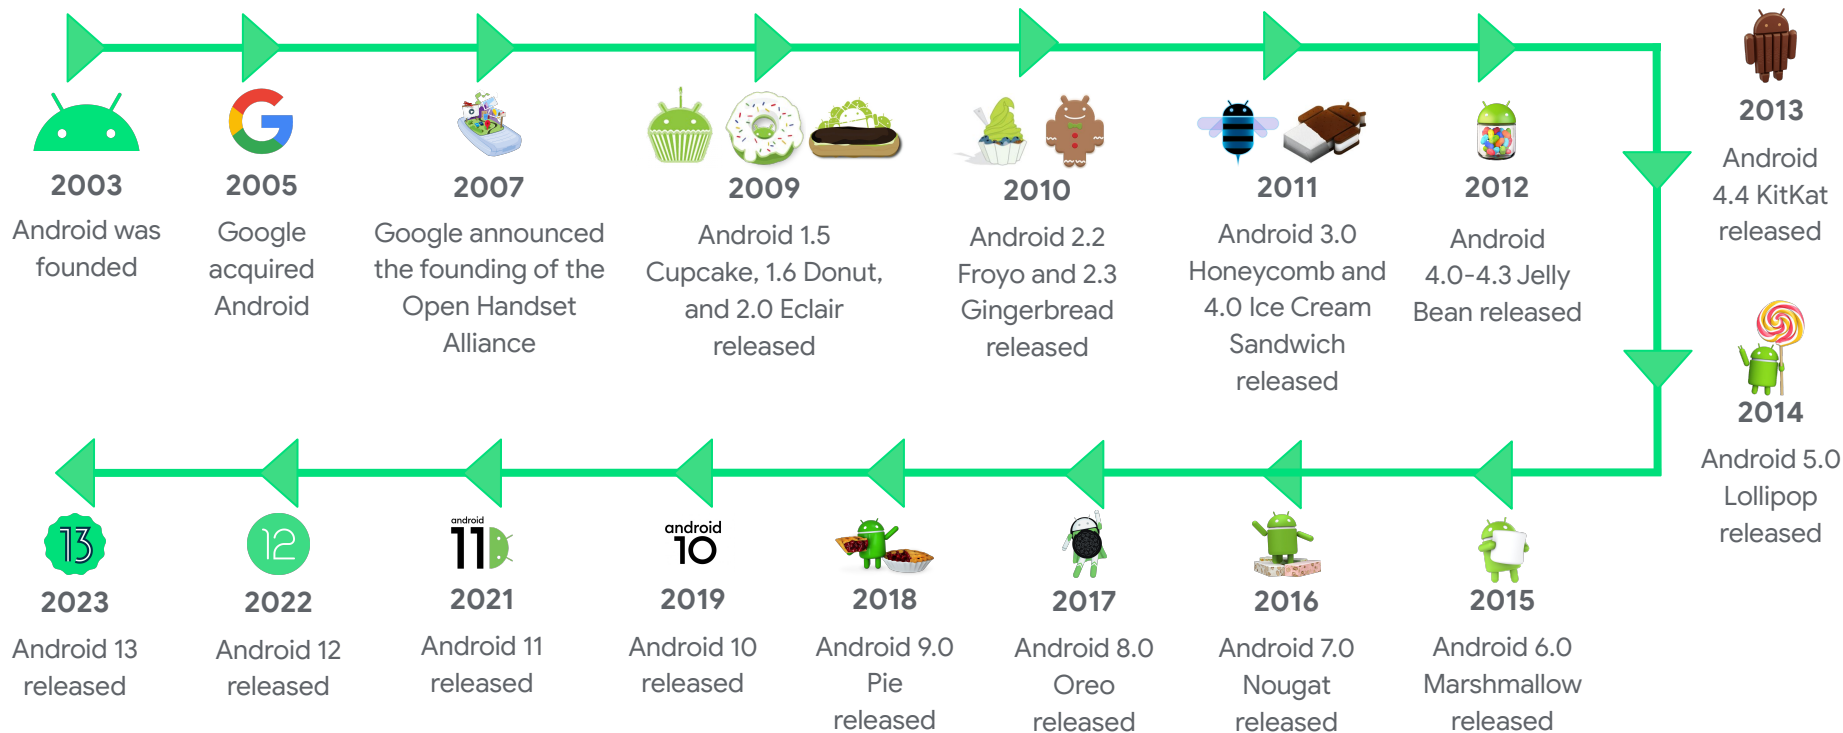 2003
Android was
founded
2005
Google
acquired
Android
2007
Google announced
the founding of the
Open Handset
Alliance
2009
Android 1.5
Cupcake, 1.6 Donut,
and 2.0 Eclair
released
2010
Android 2.2
Froyo and 2.3
Gingerbread
released
2011
Android 3.0
Honeycomb and
4.0 Ice Cream
Sandwich
released
2012
Android
4.0-4.3 Jelly
Bean released
2013
Android
4.4 KitKat
released
2014
Android 5.0
Lollipop
released
2015
Android 6.0
Marshmallow
released
2016
Android 7.0
Nougat
released
2017
Android 8.0
Oreo
released
2018
Android 9.0
Pie
released
android
10
2019
Android 10
released
android
11
2021
Android 11
released
12
2022
Android 12
released
13
2023
Android 13
released